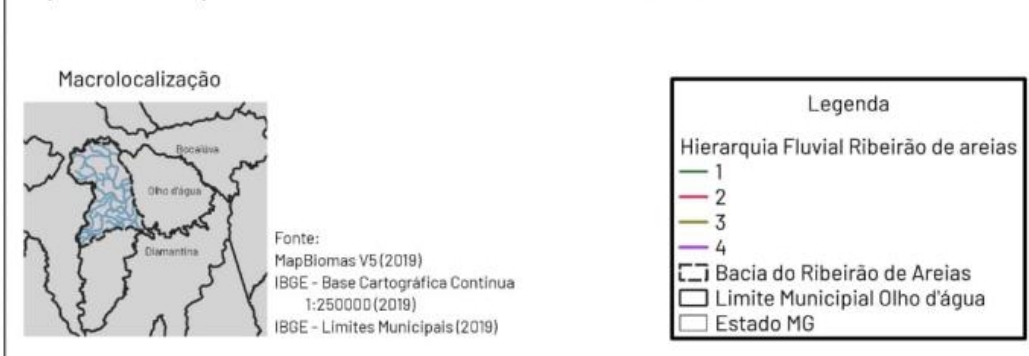 Macrolocalização
Bocaiúva
Olho d'água
Diamantina
Fonte:
MapBiomas V5 (2019)
IBGE - Base Cartográfica Contínua
1:250000 (2019)
IBGE - Limites Municipais (2019)
Legenda
Hierarquia Fluvial Ribeirão de areias
1
2
3
4
Bacia do Ribeirão de Areias
Limite Municipial Olho d'água
Estado MG